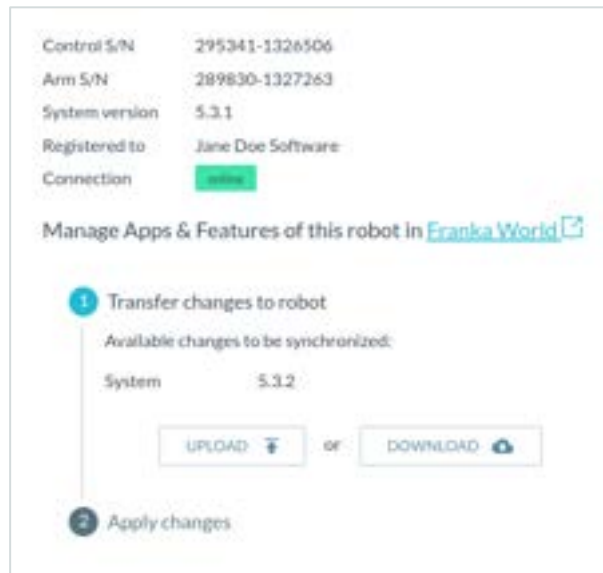 Control S/N 295341-1326506
Arm S/N 289830-1327263
System version 5.3.1
Registered to Jane Doe Software
Connection online
Manage Apps & Features of this robot in Franka World
1 Transfer changes to robot
Available changes to be synchronized:
System 5.3.2
UPLOAD or DOWNLOAD
2 Apply changes